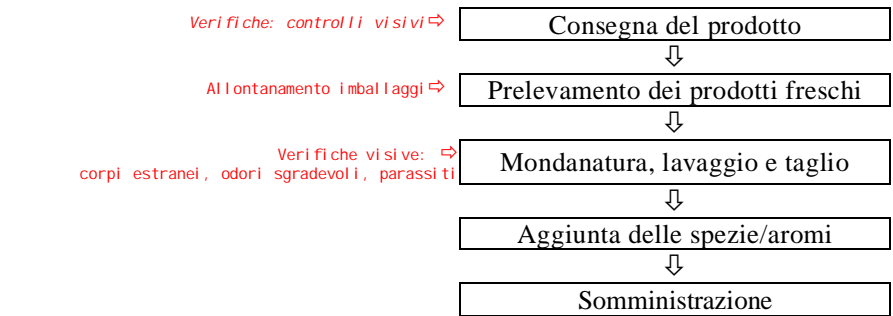 Verifiche: controlli visivi⇨ Consegna del prodotto
⇩
Allontanamento imballaggi⇨ Prelevamento dei prodotti freschi
⇩
Verifiche visive: ⇨
corpi estranei, odori sgradevoli, parassiti
Mondanatura, lavaggio e taglio
⇩
Aggiunta delle spezie/aromi
⇩
Somministrazione